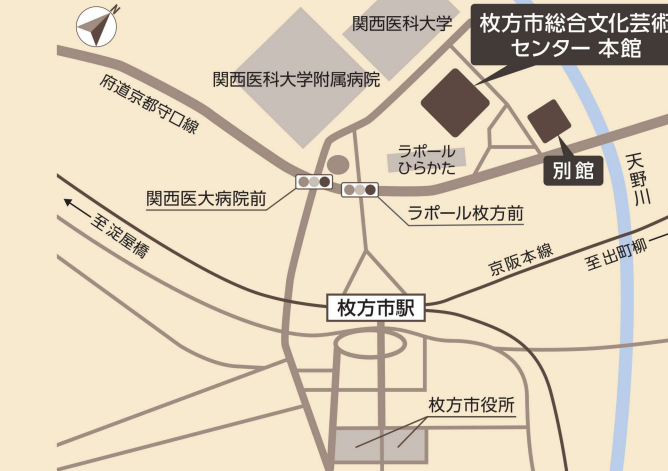 N
関西医科大学
枚方市総合文化芸術
センター 本館
関西医科大学附属病院
府道京都守口線
ラポール
ひらかた
別館
天野川
関西医大病院前
ラポール枚方前
至淀屋橋
京阪本線
至出町柳
枚方市駅
枚方市役所